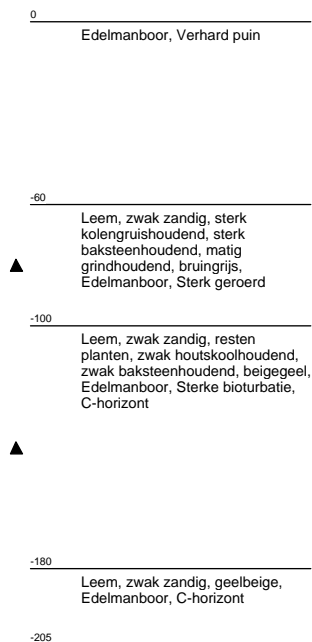 0
Edelmanboor, Verhard puin
-60
Leem, zwak zandig, sterk
kolengruishoudend, sterk
baksteenhoudend, matig
grindhoudend, bruingrijs,
Edelmanboor, Sterk geroerd
-100
Leem, zwak zandig, resten
planten, zwak houtskoolhoudend,
zwak baksteenhoudend, beigegeel,
Edelmanboor, Sterke bioturbatie,
C-horizont
-180
Leem, zwak zandig, geelbeige,
Edelmanboor, C-horizont
-205